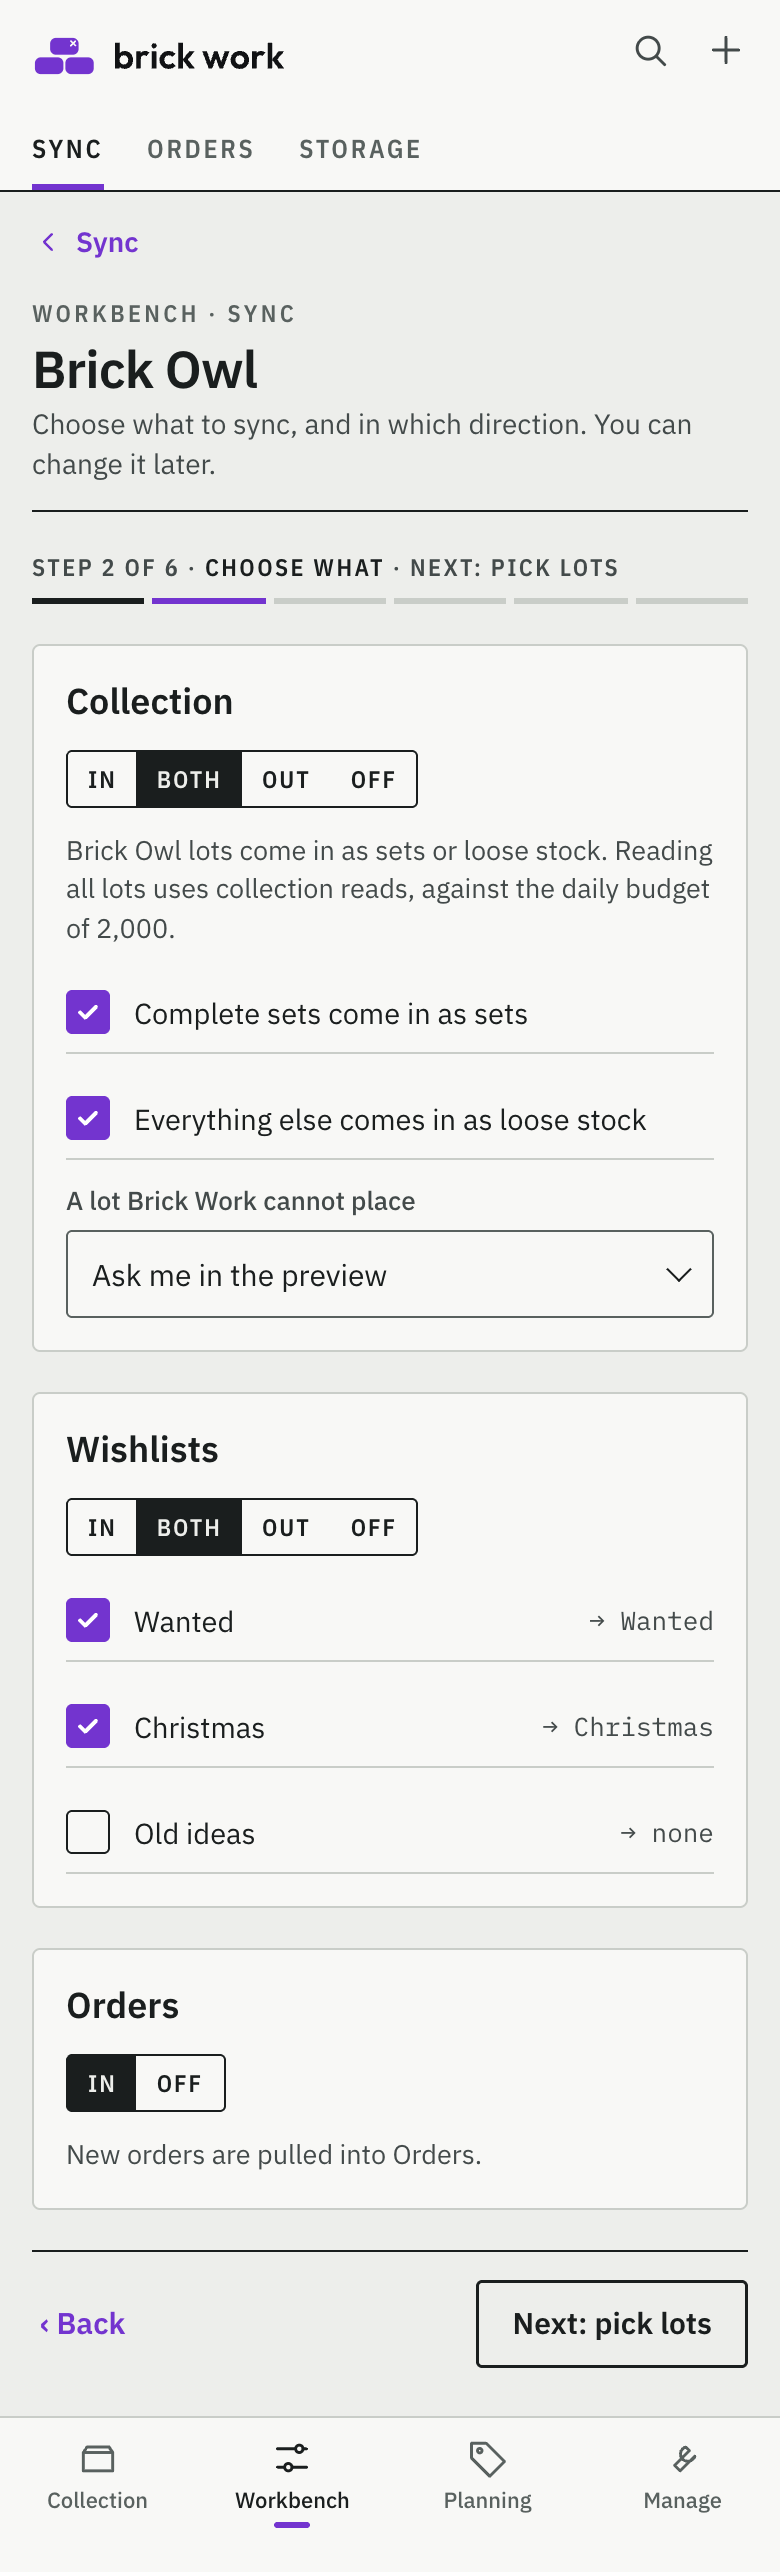 brick work
SYNC ORDERS STORAGE
Sync
WORKBENCH · SYNC
Brick Owl
Choose what to sync, and in which direction. You can
change it later.
STEP 2 OF 6 · CHOOSE WHAT · NEXT: PICK LOTS
Collection
IN BOTH OUT OFF
Brick Owl lots come in as sets or loose stock. Reading
all lots uses collection reads, against the daily budget
of 2,000.
Complete sets come in as sets
Everything else comes in as loose stock
A lot Brick Work cannot place
Ask me in the preview
Wishlists
IN BOTH OUT OFF
Wanted → Wanted
Christmas → Christmas
Old ideas → none
Orders
IN OFF
New orders are pulled into Orders.
‹ Back Next: pick lots
Collection Workbench Planning Manage